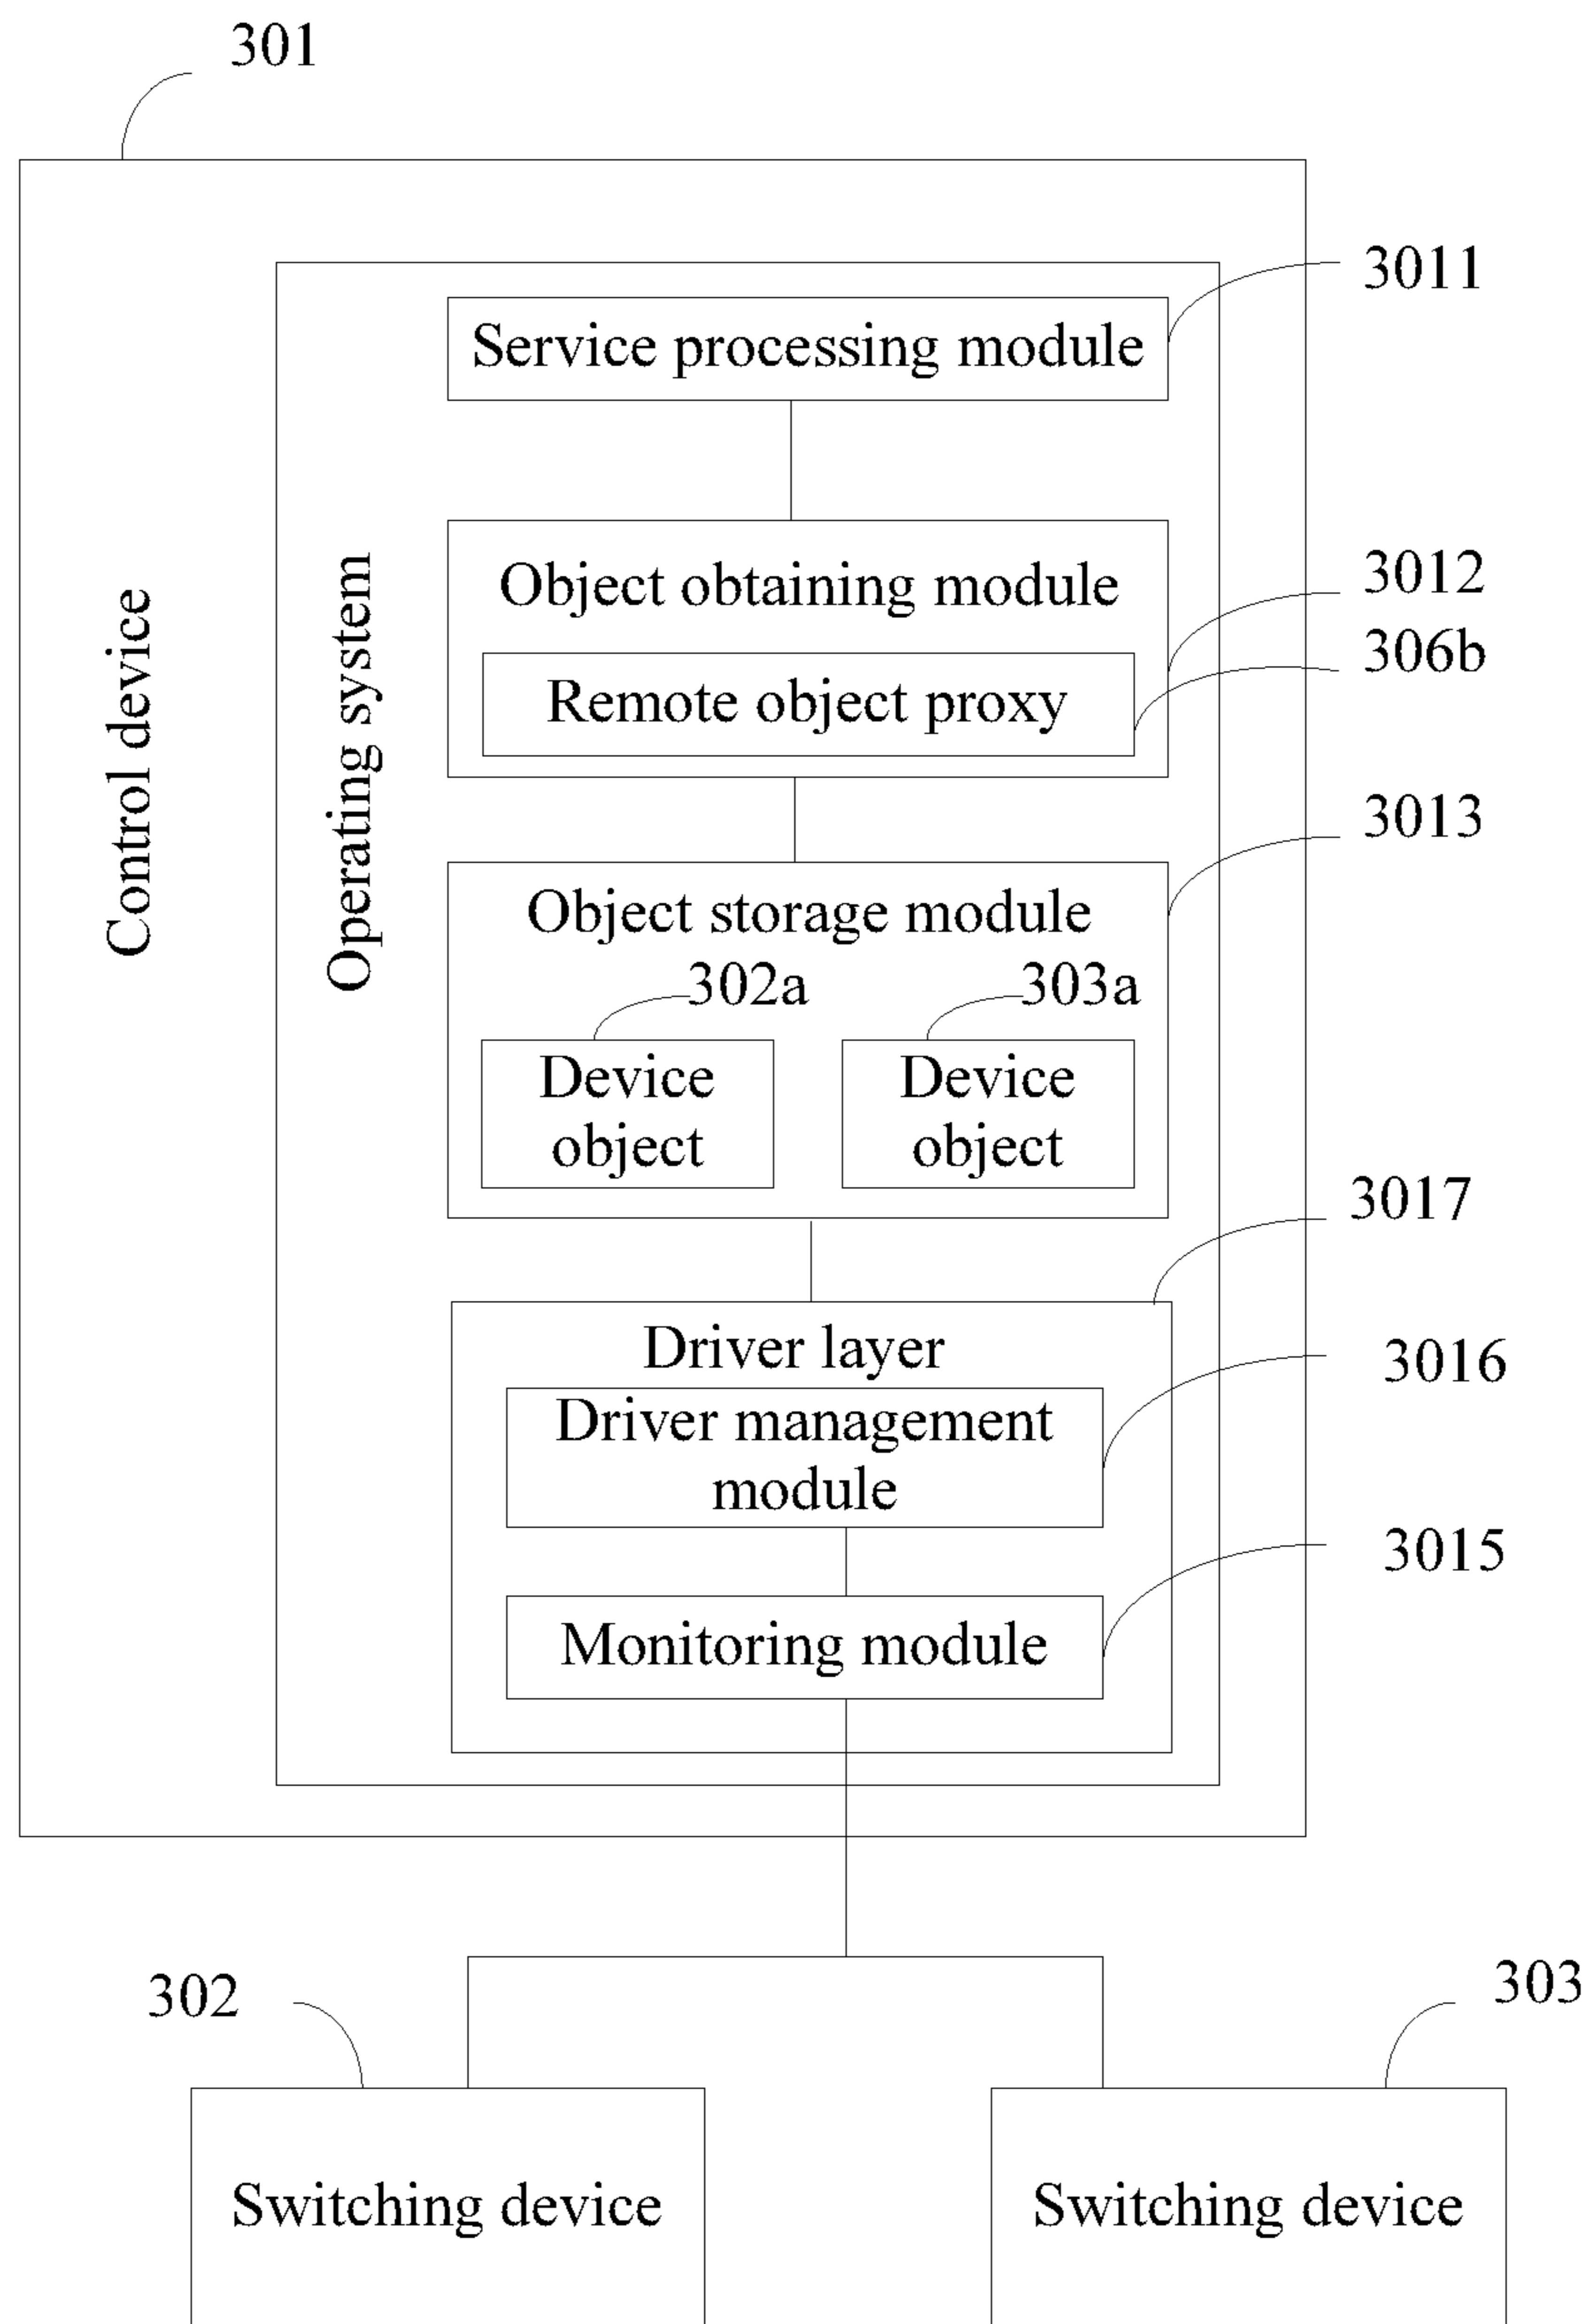 301
3011
Service processing module
Control device
Operating system
Object obtaining module
3012
306b
Remote object proxy
3013
Object storage module
302a
303a
Device
object
Device
object
3017
Driver layer
3016
Driver management
module
3015
Monitoring module
302
303
Switching device
Switching device